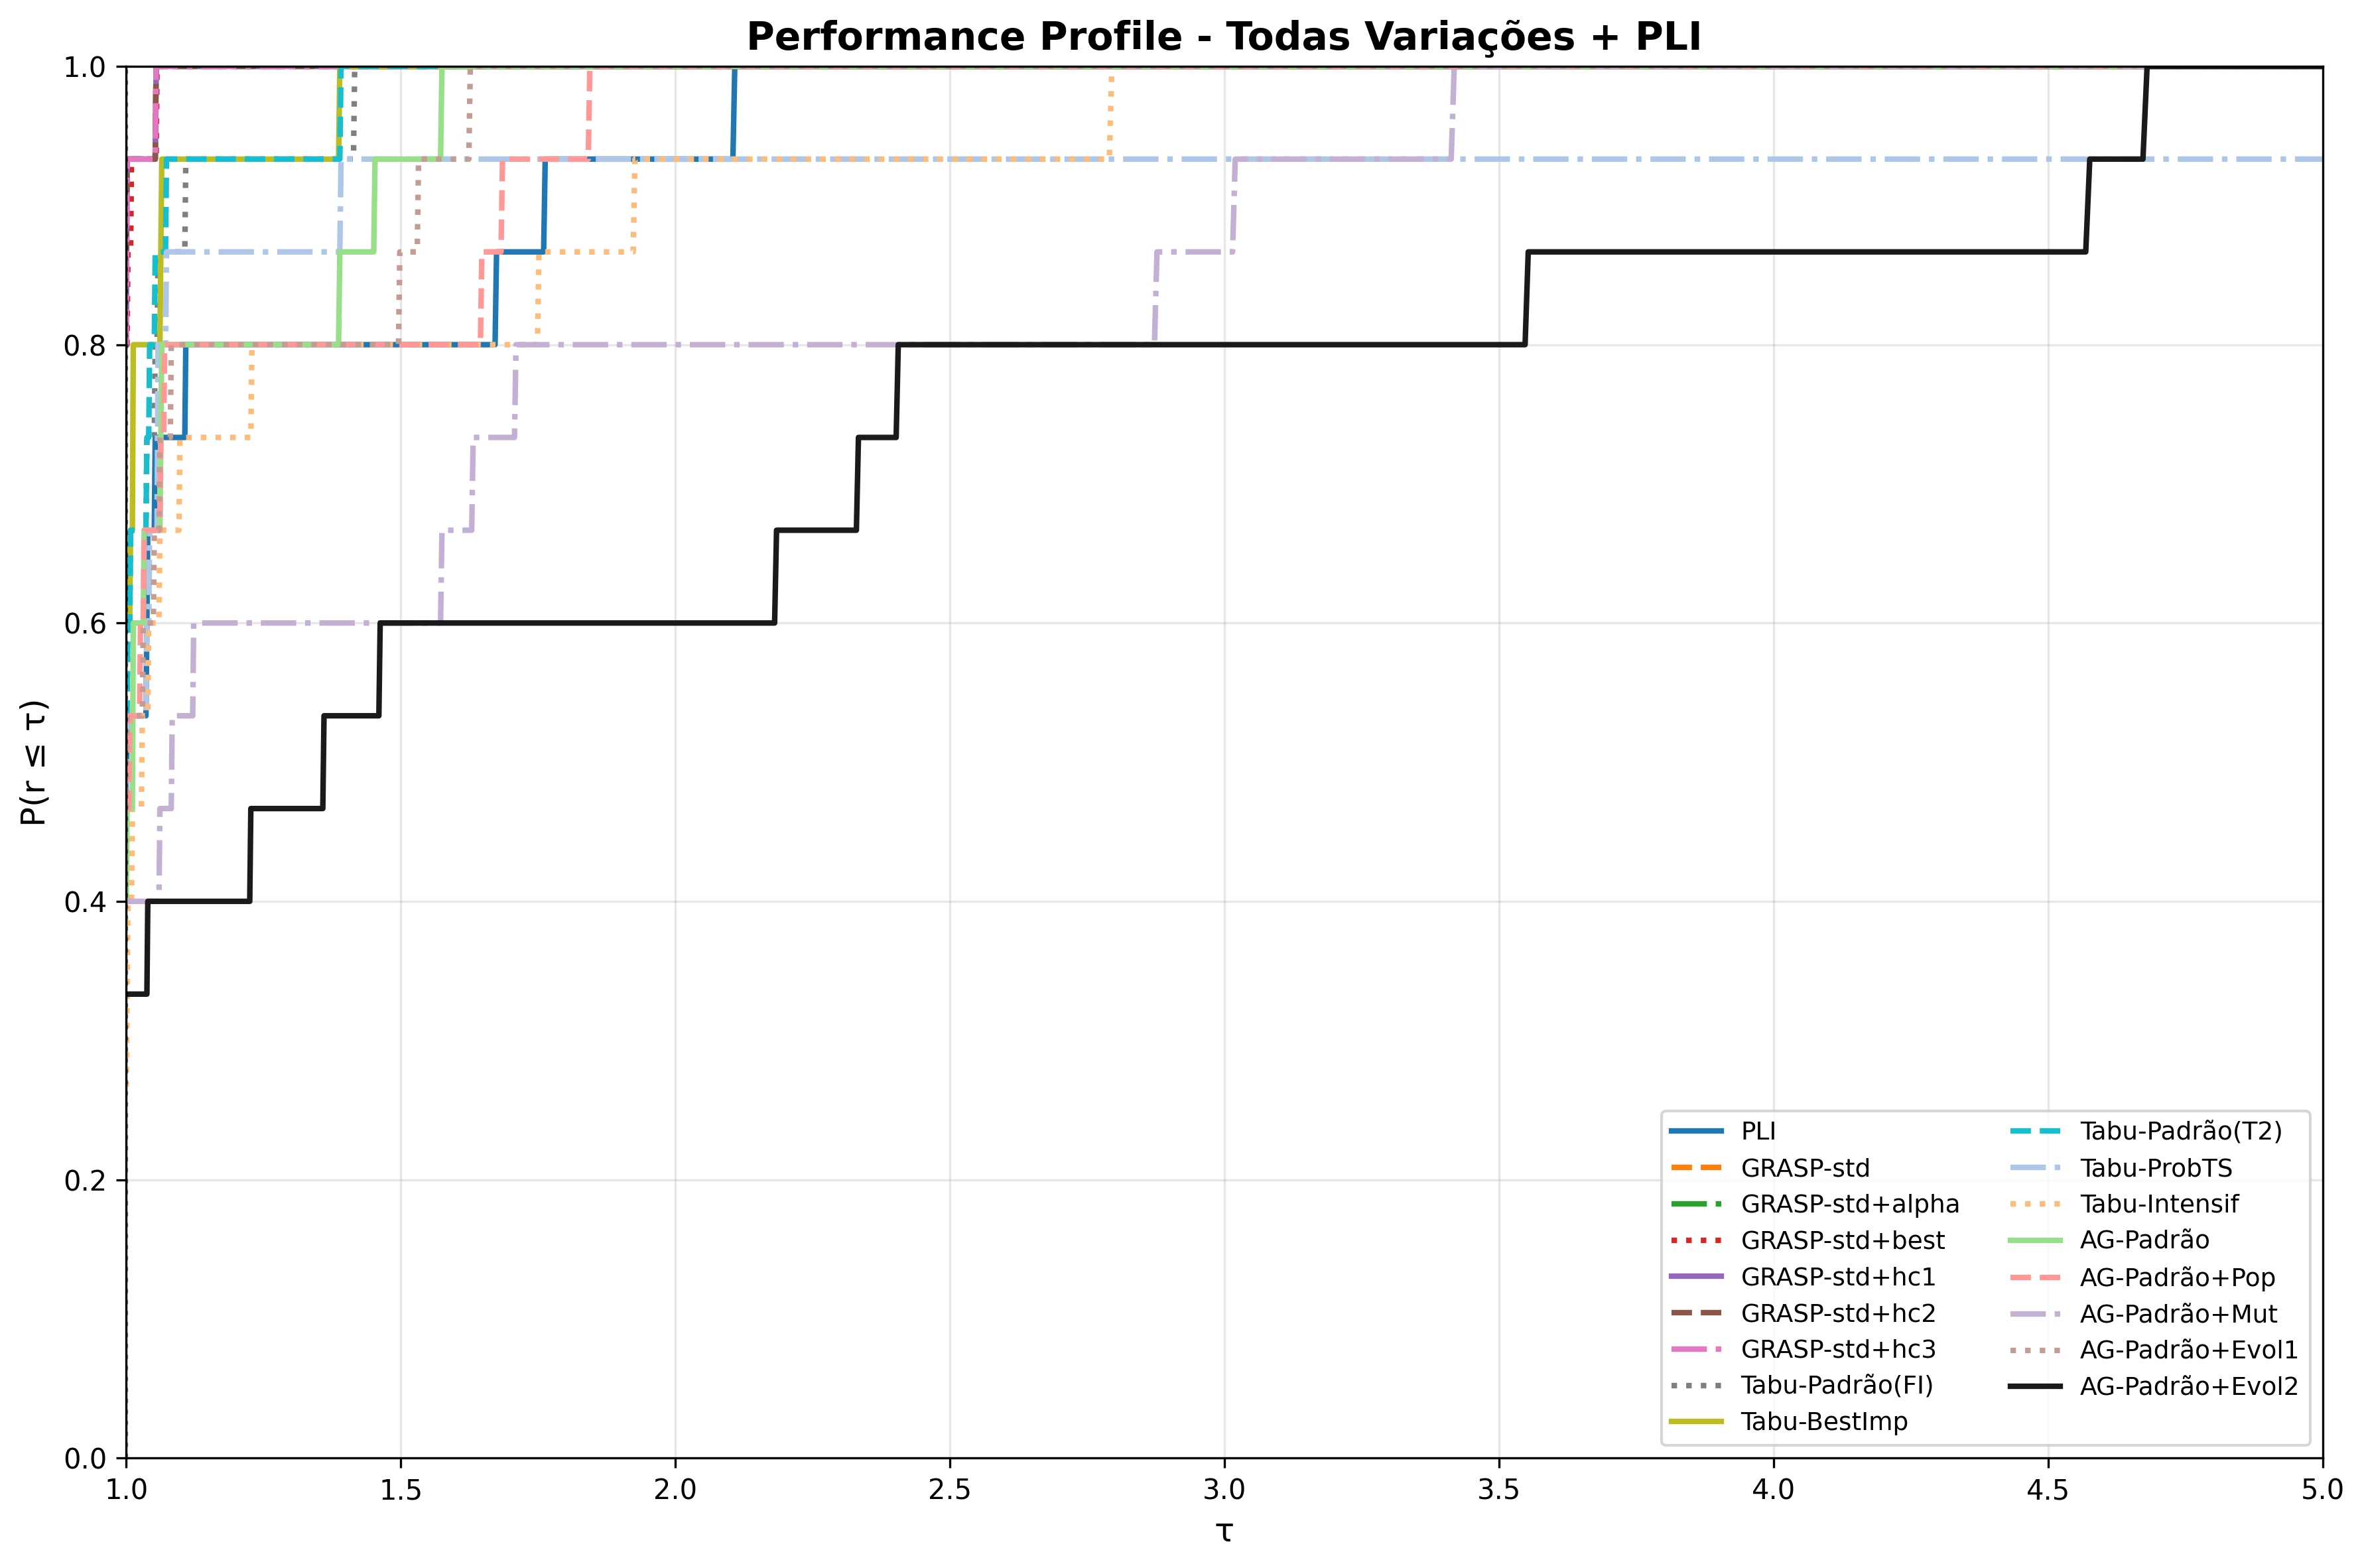 Performance Profile - Todas Variações + PLI
1.0
0.8
0.6
0.4
0.2
0.0
P(r ≤ τ)
1.0 1.5 2.0 2.5 3.0 3.5 4.0 4.5 5.0
τ
PLI
GRASP-std
GRASP-std+alpha
GRASP-std+best
GRASP-std+hc1
GRASP-std+hc2
GRASP-std+hc3
Tabu-Padrão(FI)
Tabu-BestImp
Tabu-Padrão(T2)
Tabu-ProbTS
Tabu-Intensif
AG-Padrão
AG-Padrão+Pop
AG-Padrão+Mut
AG-Padrão+Evol1
AG-Padrão+Evol2